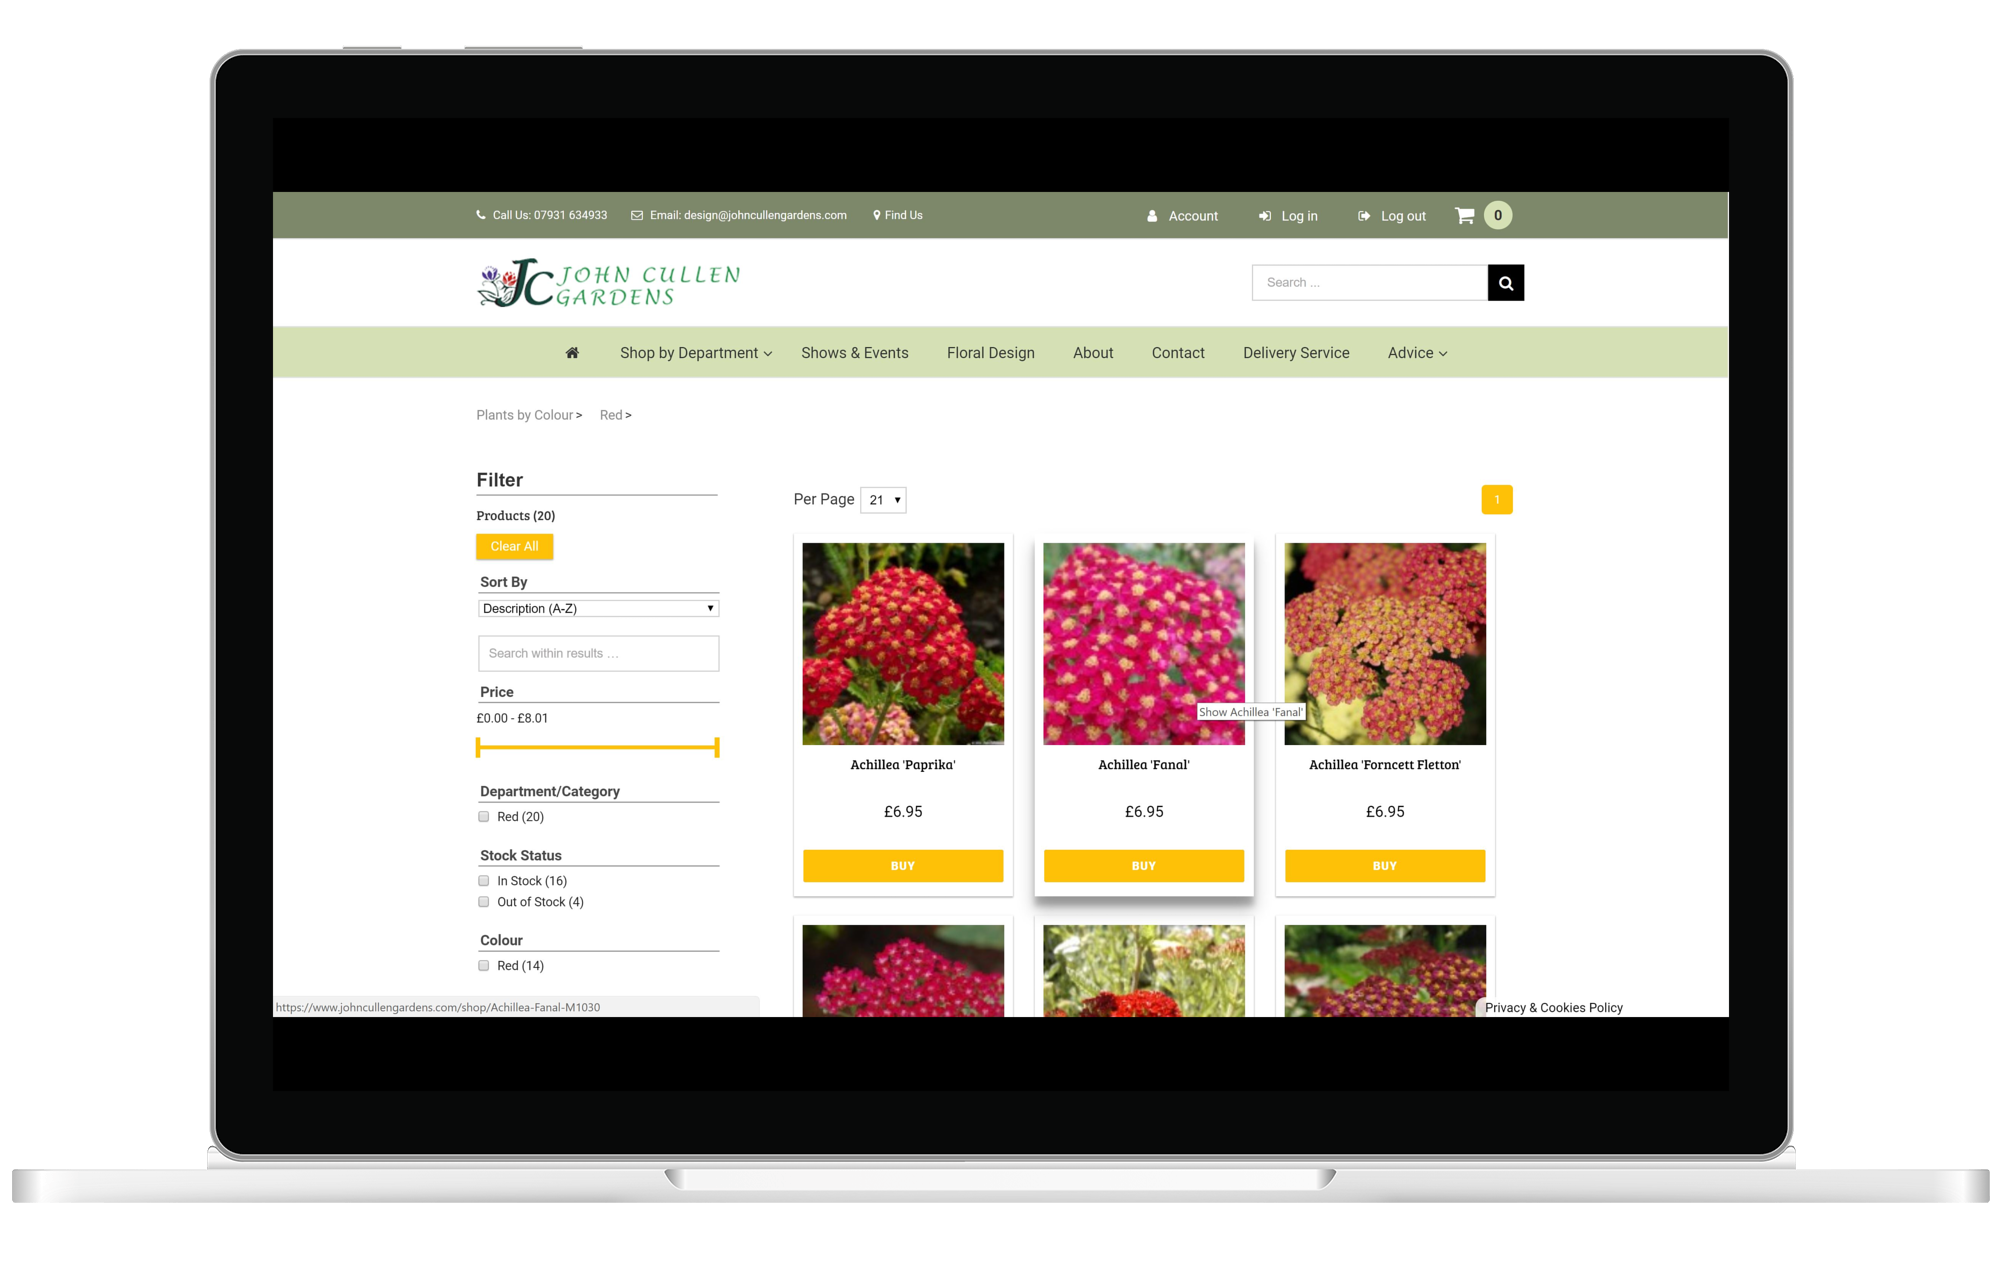 Call Us: 07931 634933 Email: design@johncullengardens.com Find Us Account Log in Log out 0
JC JOHN CULLEN
GARDENS
Search ...
Shop by Department Shows & Events Floral Design About Contact Delivery Service Advice
Plants by Colour > Red >
Filter
Products (20)
Clear All
Sort By
Description (A-Z)
Search within results ...
Price
£0.00 - £8.01
Department/Category
Red (20)
Stock Status
In Stock (16)
Out of Stock (4)
Colour
Red (14)
Per Page 21 1
Show Achillea 'Fanal'
Achillea 'Paprika' Achillea 'Fanal' Achillea 'Forncett Fletton'
£6.95 £6.95 £6.95
BUY BUY BUY
https://www.johncullengardens.com/shop/Achillea-Fanal-M1030
Privacy & Cookies Policy